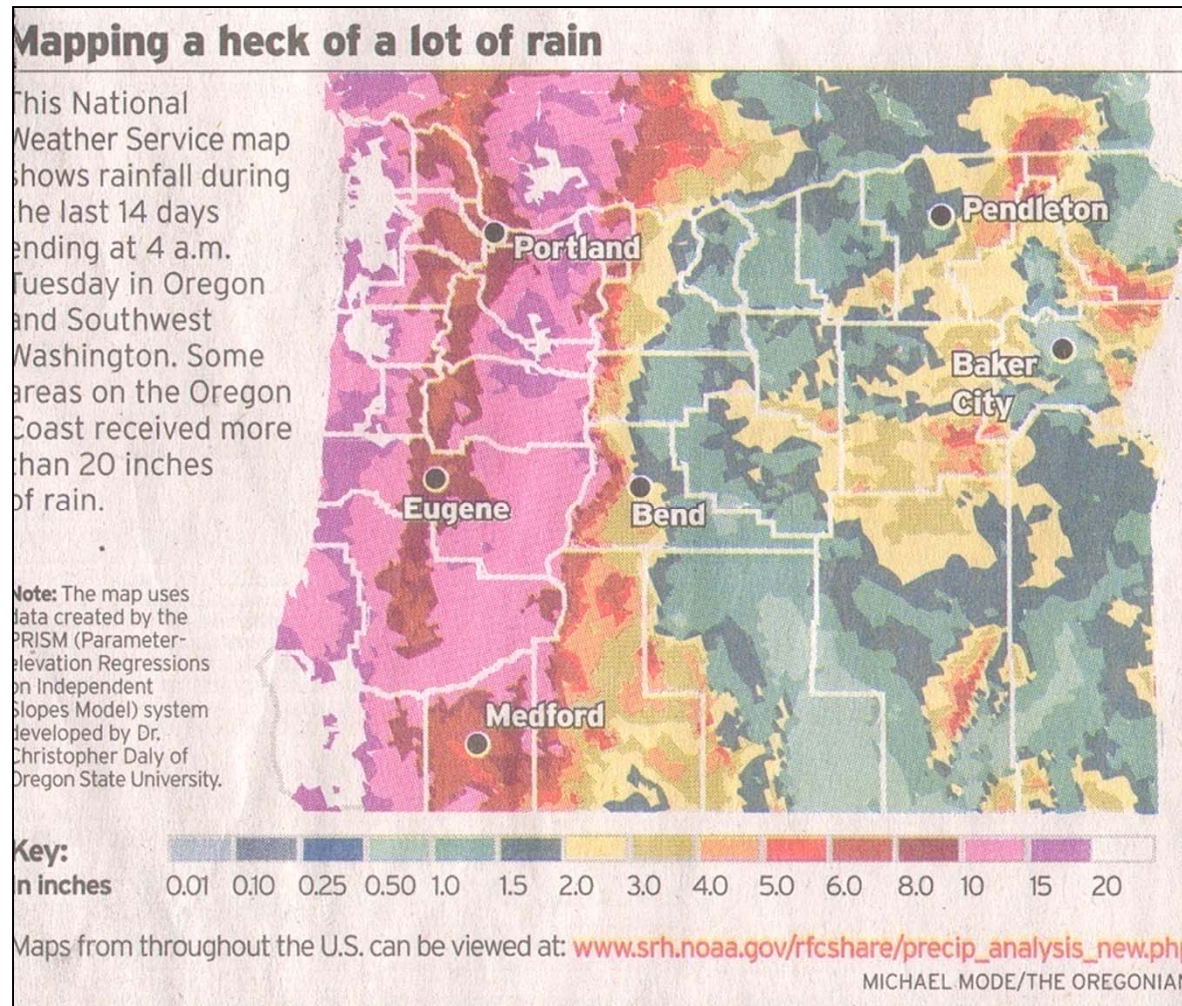 Mapping a heck of a lot of rain
This National
Weather Service map
shows rainfall during
the last 14 days
ending at 4 a.m.
Tuesday in Oregon
and Southwest
Washington. Some
areas on the Oregon
Coast received more
than 20 inches
of rain.
Note: The map uses
data created by the
PRISM (Parameter-
elevation Regressions
on Independent
Slopes Model) system
developed by Dr.
Christopher Daly of
Oregon State University.
Pendleton
Portland
Baker
City
Eugene
Bend
Medford
Key:
In inches
0.01 0.10 0.25 0.50 1.0 1.5 2.0 3.0 4.0 5.0 6.0 8.0 10 15 20
Maps from throughout the U.S. can be viewed at: www.srh.noaa.gov/rfcshare/precip_analysis_new.php
MICHAEL MODE/THE OREGONIAN